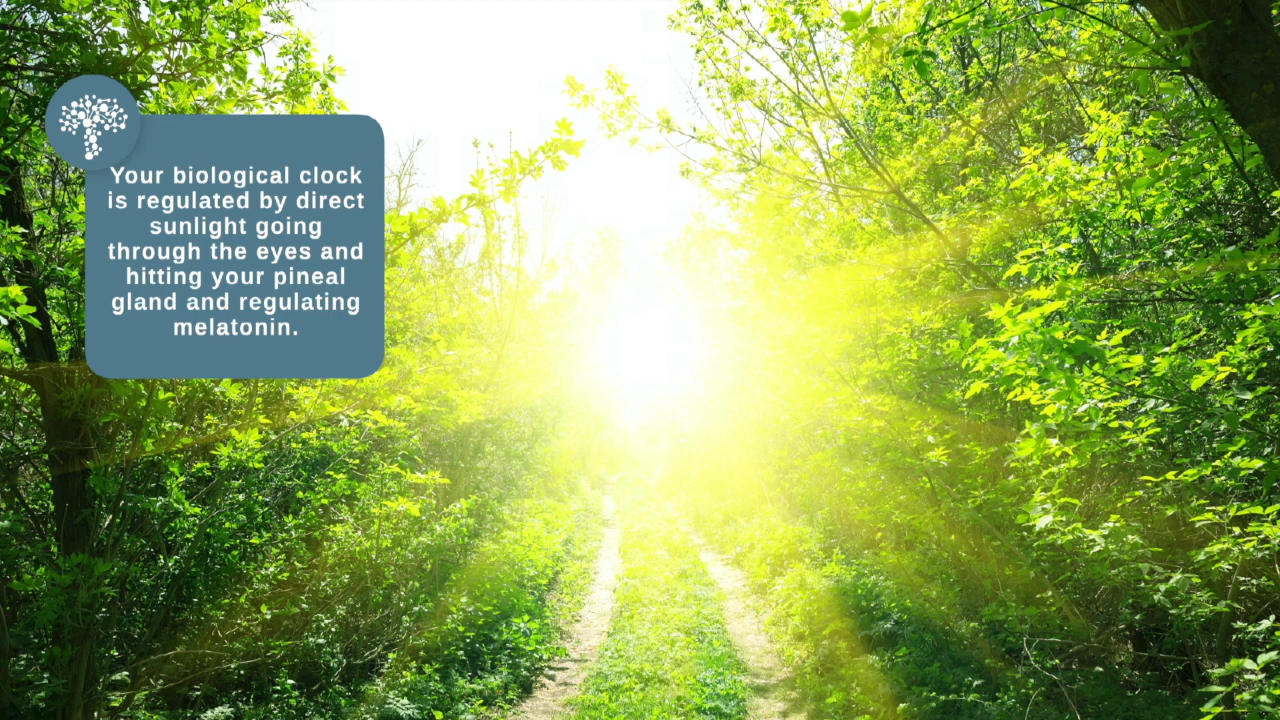 Your biological clock
is regulated by direct
sunlight going
through the eyes and
hitting your pineal
gland and regulating
melatonin.